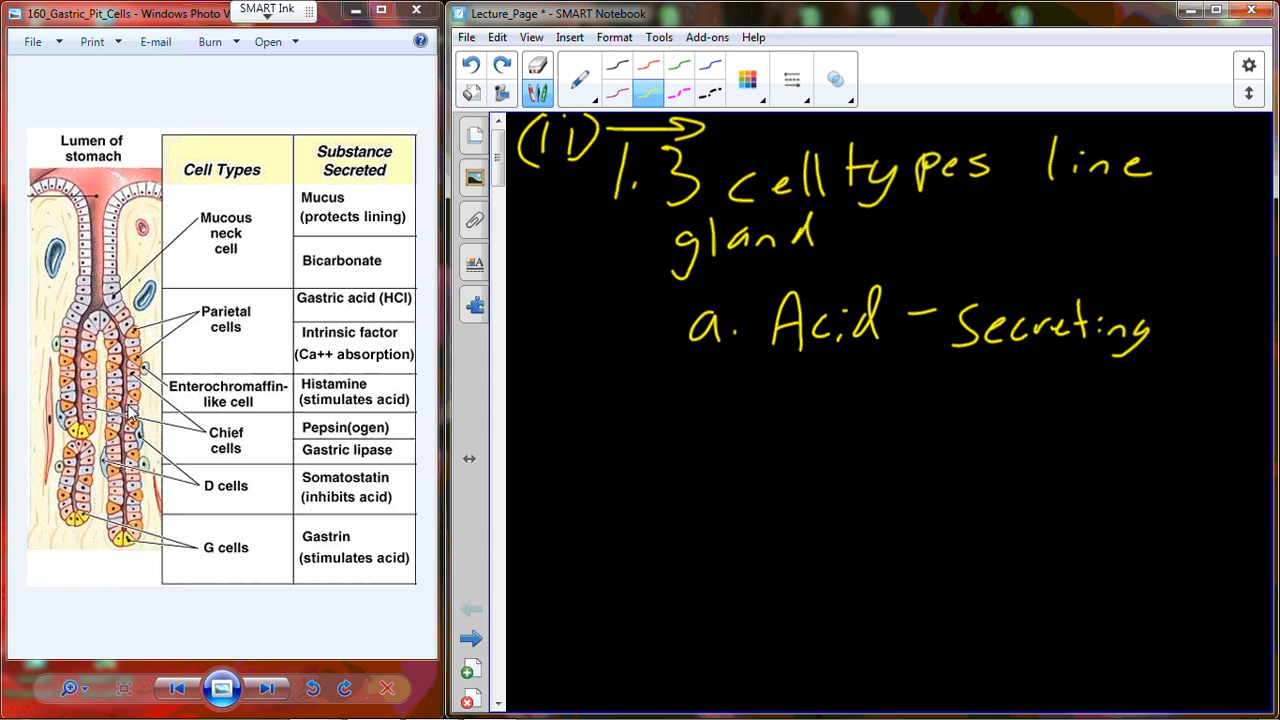 160_Gastric_Pit_Cells - Windows Photo V
SMART Ink
File Print E-mail Burn Open
Lumen of
stomach
Cell Types
Substance
Secreted
Mucous
neck
cell
Mucus
(protects lining)
Bicarbonate
Parietal
cells
Gastric acid (HCl)
Intrinsic factor
(Ca++ absorption)
Enterochromaffin-
like cell
Histamine
(stimulates acid)
Chief
cells
Pepsin(ogen)
Gastric lipase
D cells
Somatostatin
(inhibits acid)
G cells
Gastrin
(stimulates acid)
Lecture_Page * - SMART Notebook
File Edit View Insert Format Tools Add-ons Help
(ii)
1. 3 cell types line
gland
a. Acid - secreting